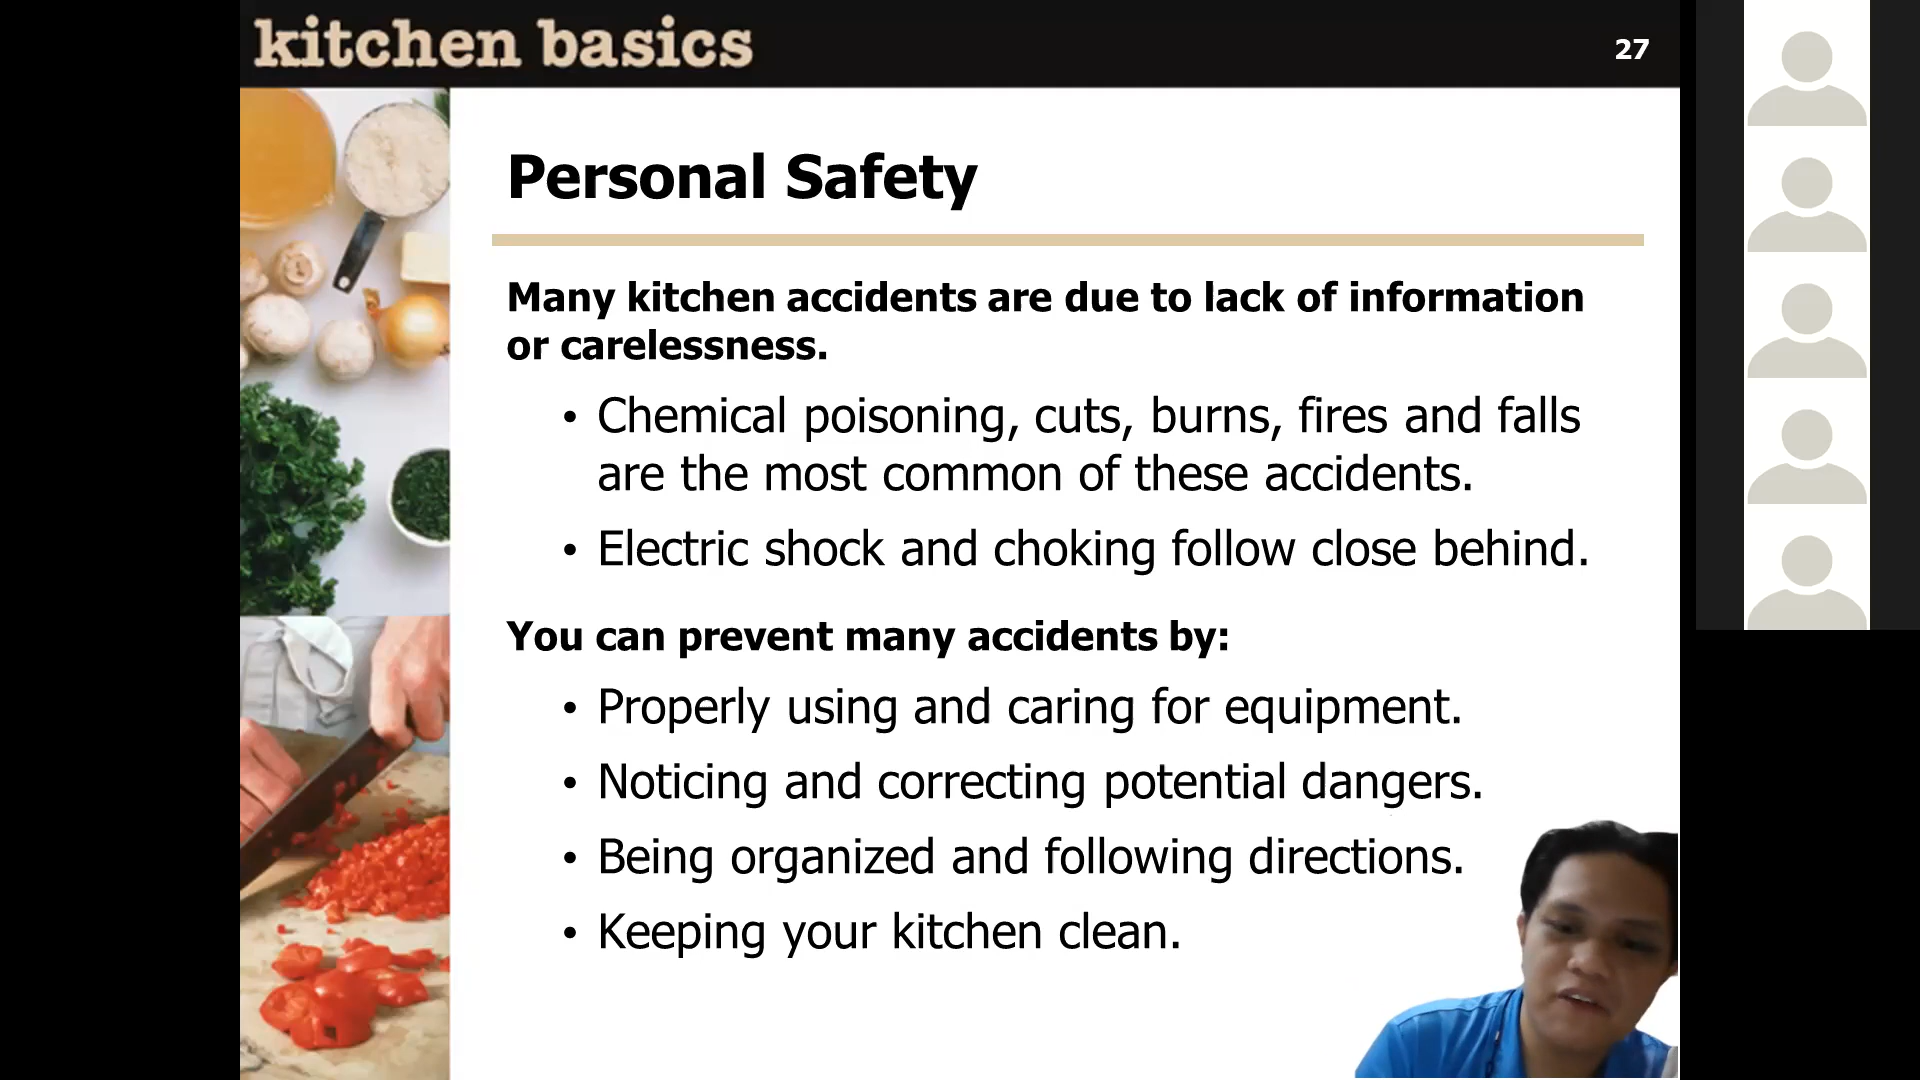 kitchen basics
27
Personal Safety
Many kitchen accidents are due to lack of information
or carelessness.
• Chemical poisoning, cuts, burns, fires and falls
are the most common of these accidents.
• Electric shock and choking follow close behind.
You can prevent many accidents by:
• Properly using and caring for equipment.
• Noticing and correcting potential dangers.
• Being organized and following directions.
• Keeping your kitchen clean.